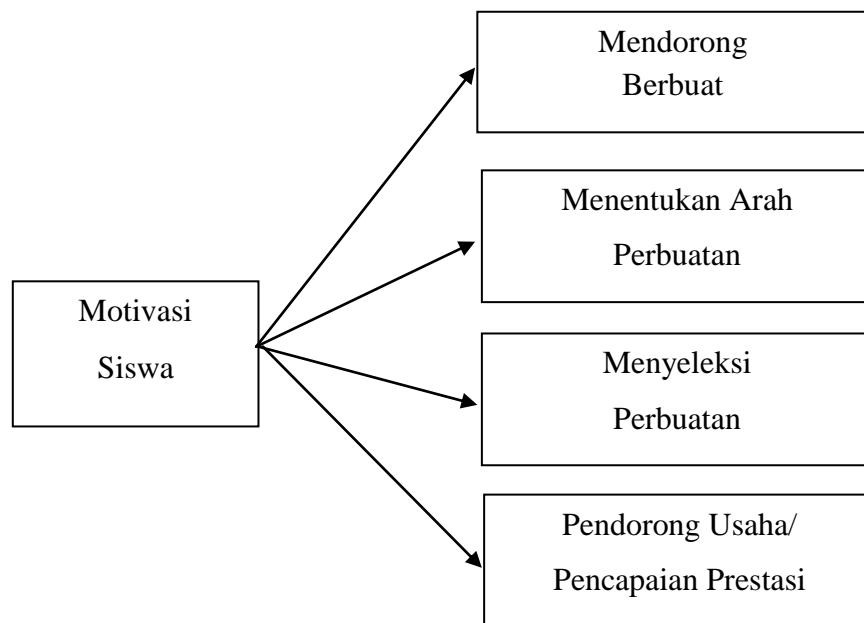 Mendorong
Berbuat
Menentukan Arah
Perbuatan
Motivasi
Siswa
Menyeleksi
Perbuatan
Pendorong Usaha/
Pencapaian Prestasi